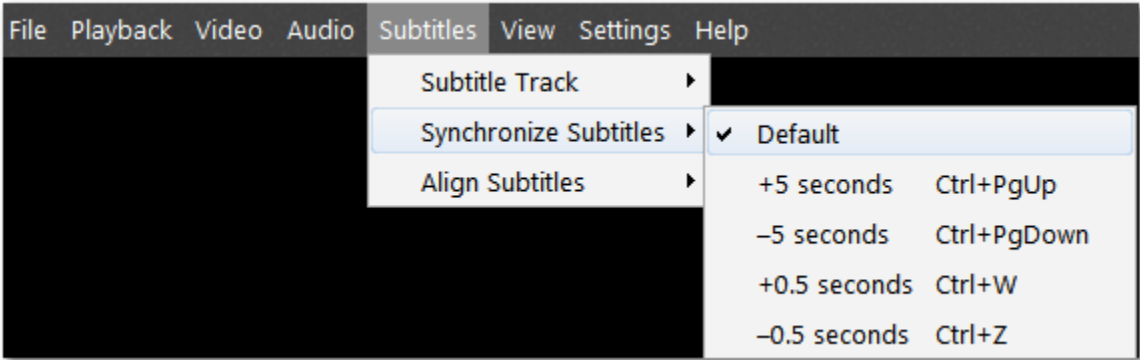 File Playback Video Audio Subtitles View Settings Help
Subtitle Track
Synchronize Subtitles
Align Subtitles
Default
+5 seconds Ctrl+PgUp
–5 seconds Ctrl+PgDown
+0.5 seconds Ctrl+W
–0.5 seconds Ctrl+Z